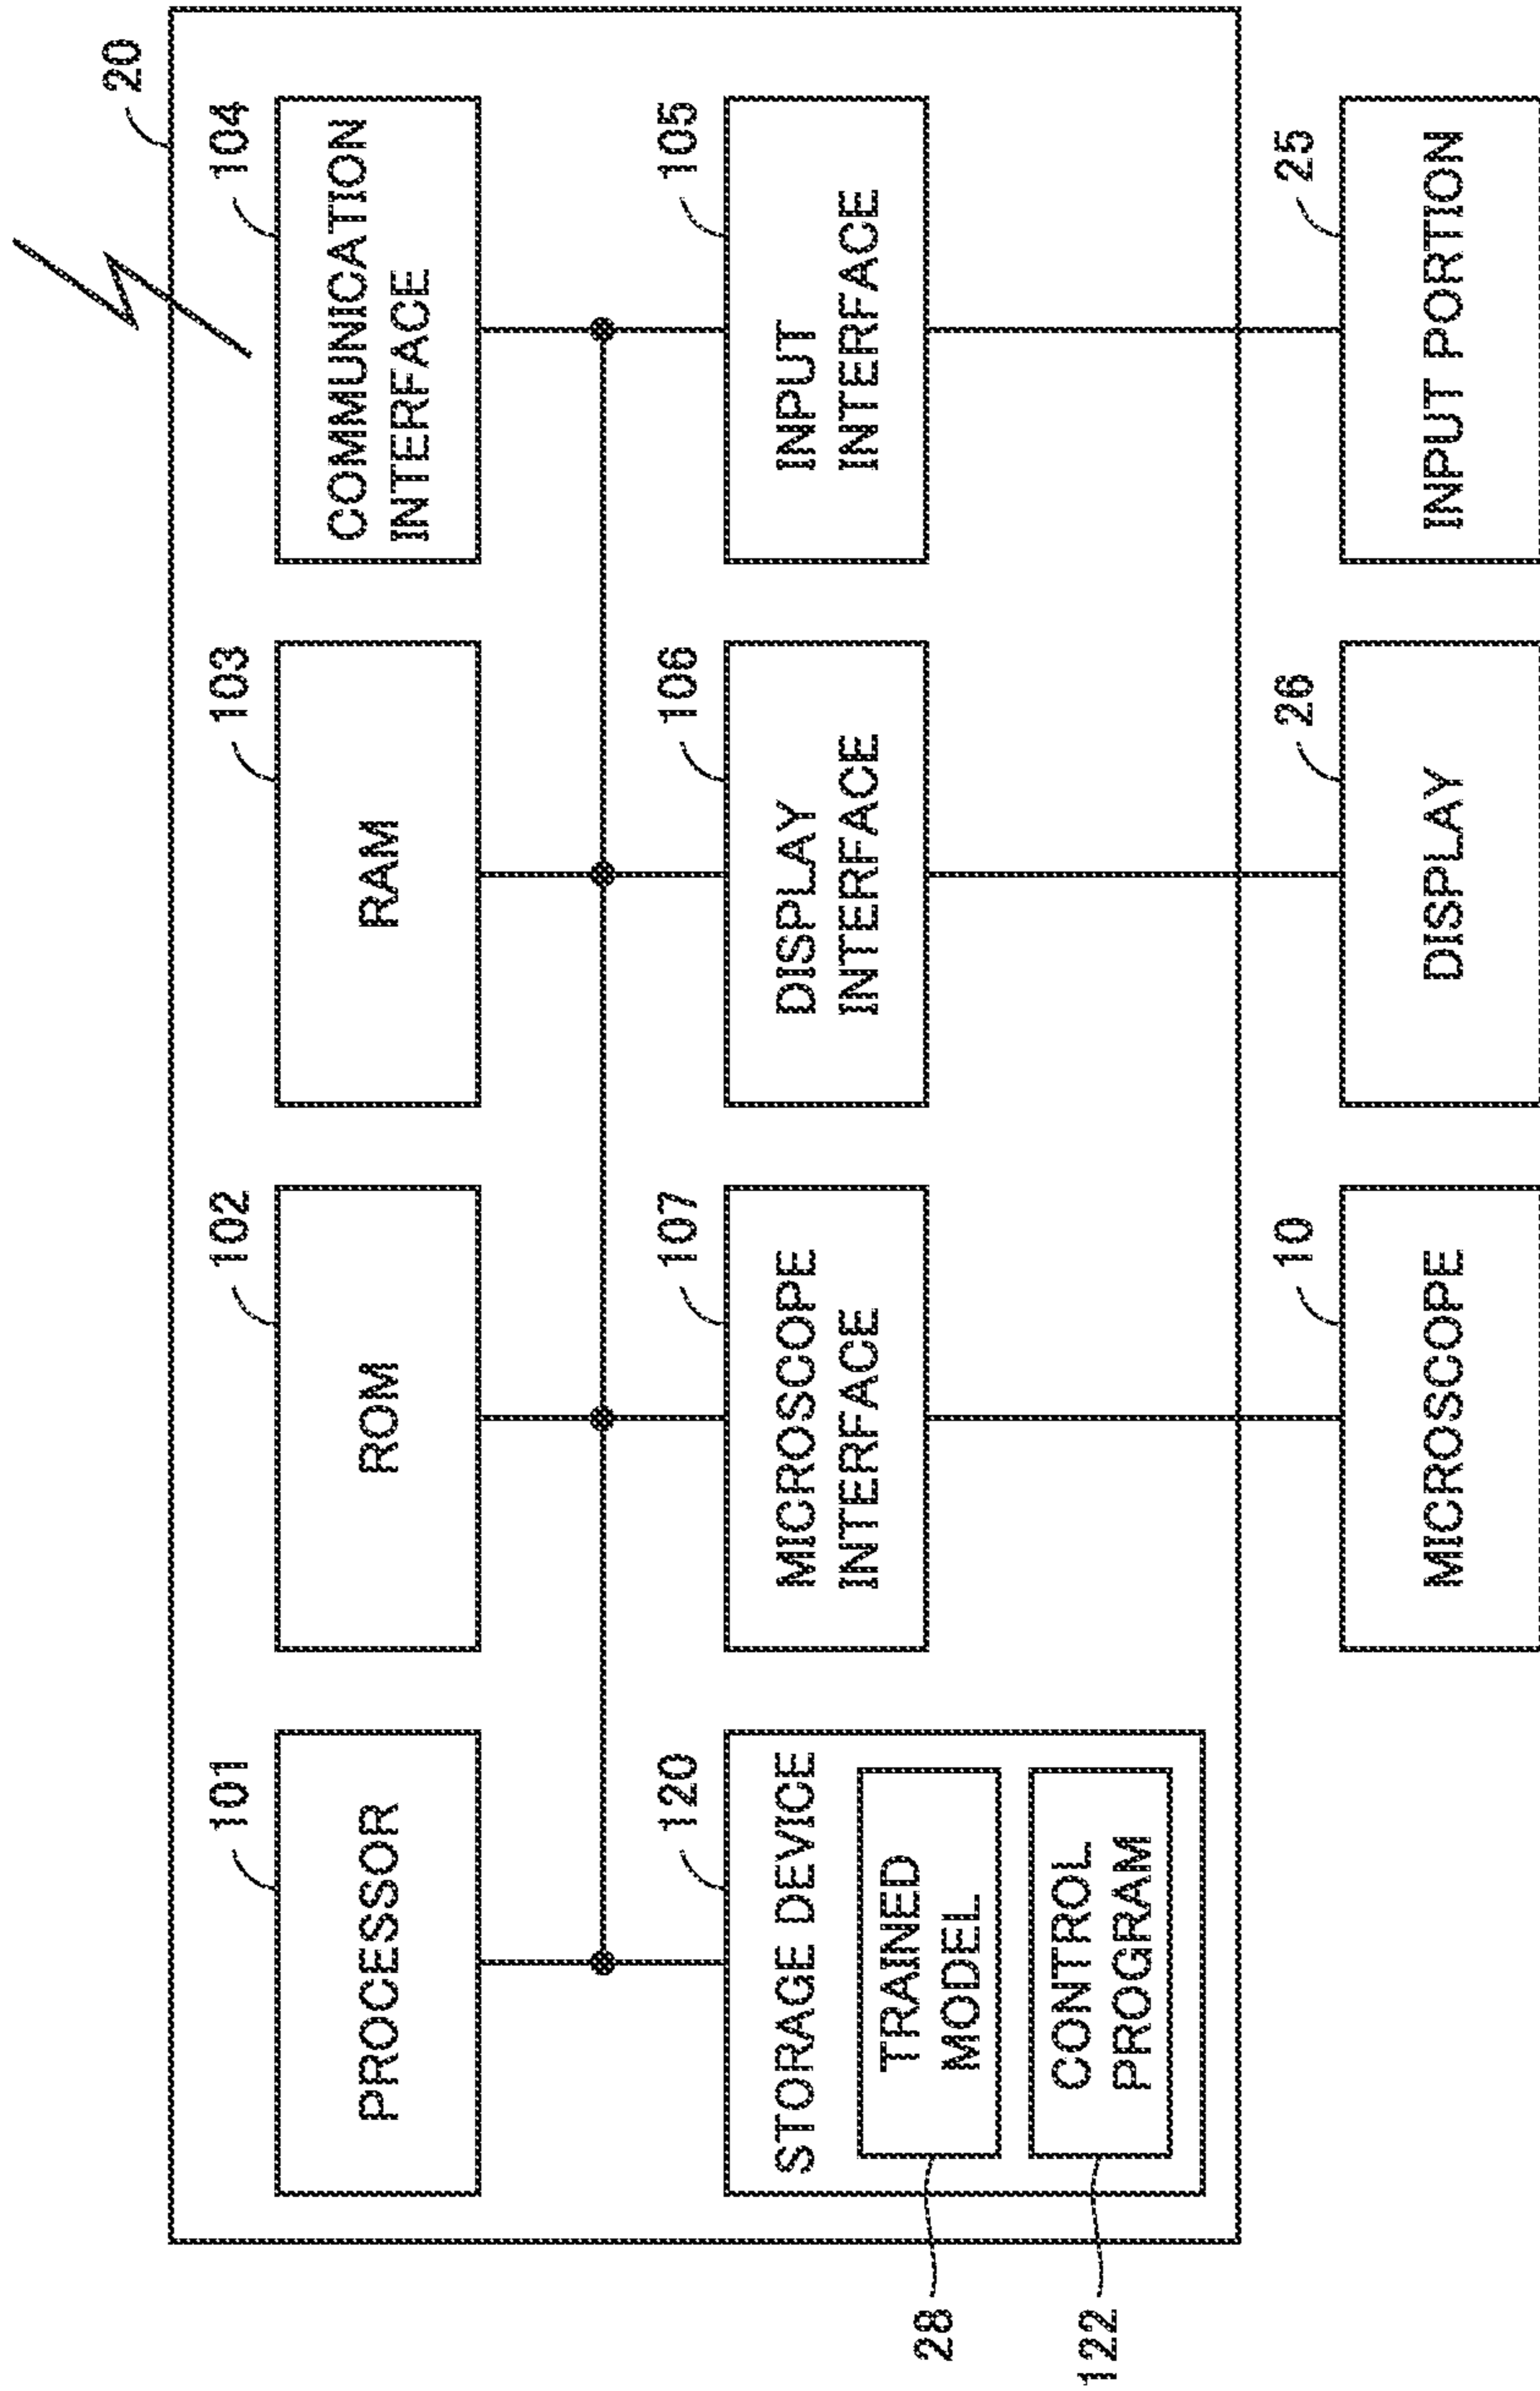 20
101
102
103
104
PROCESSOR
ROM
RAM
COMMUNICATION
INTERFACE
120
107
106
105
STORAGE DEVICE
TRAINED
MODEL
CONTROL
PROGRAM
28
122
MICROSCOPE
INTERFACE
DISPLAY
INTERFACE
INPUT
INTERFACE
10
26
25
MICROSCOPE
DISPLAY
INPUT PORTION